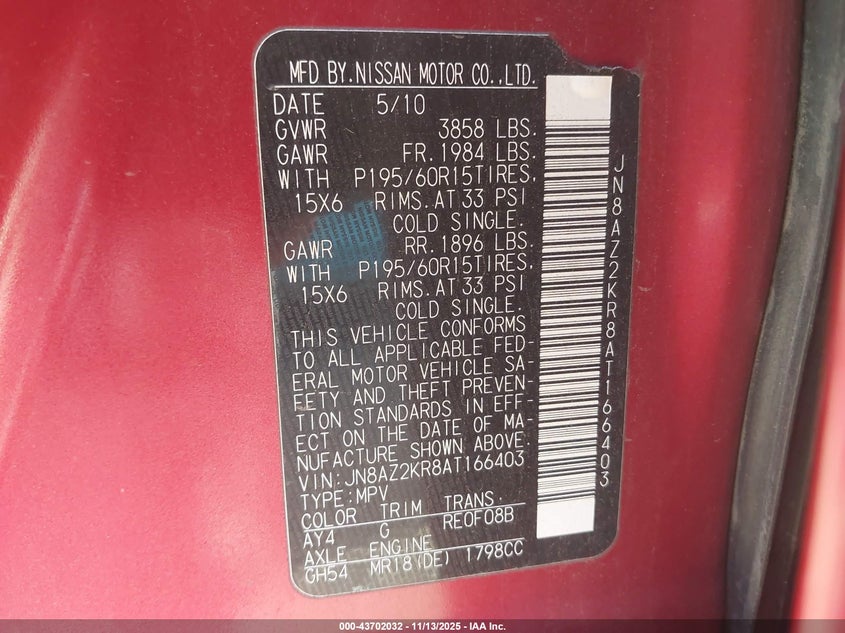 MFD BY.NISSAN MOTOR CO.,LTD.
DATE 5/10
GVWR 3858 LBS.
GAWR FR.1984 LBS.
WITH P195/60R15TIRES,
15X6 RIMS.AT 33 PSI
COLD SINGLE.
GAWR RR.1896 LBS.
WITH P195/60R15TIRES,
15X6 RIMS.AT 33 PSI
COLD SINGLE.
THIS VEHICLE CONFORMS
TO ALL APPLICABLE FED-
ERAL MOTOR VEHICLE SA-
FETY AND THEFT PREVEN-
TION STANDARDS IN EFF-
ECT ON THE DATE OF MA-
NUFACTURE SHOWN ABOVE.
VIN:JN8AZ2KR8AT166403
TYPE:MPV
COLOR TRIM TRANS.
AY4 G RE0F08B
AXLE ENGINE
GH54 MR18(DE) 1798CC
JN8AZ2KR8AT166403
000-43702032 - 11/13/2025 - IAA Inc.